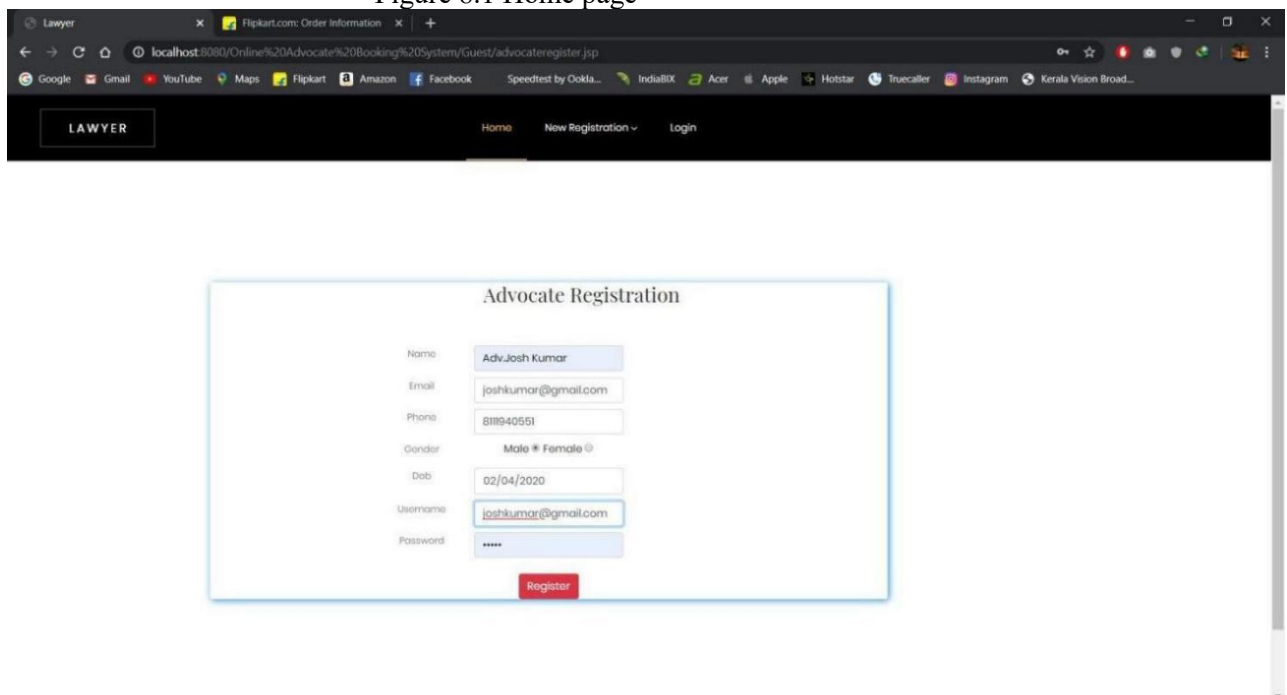 Figure 6.1 Home page
Lawyer
Flipkart.com: Order Information
localhost:8080/Online%20Advocate%20Booking%20System/Guest/advocateregister.jsp
Google Gmail YouTube Maps Flipkart Amazon Facebook Speedtest by Ookla... IndiaBIX Acer Apple Hotstar Truecaller Instagram Kerala Vision Broad...
LAWYER Home New Registration Login
Advocate Registration
Name Adv.Josh Kumar
Email joshkumar@gmail.com
Phone 8111940551
Gender Male Female
Dob 02/04/2020
Username joshkumar@gmail.com
Password •••••
Register